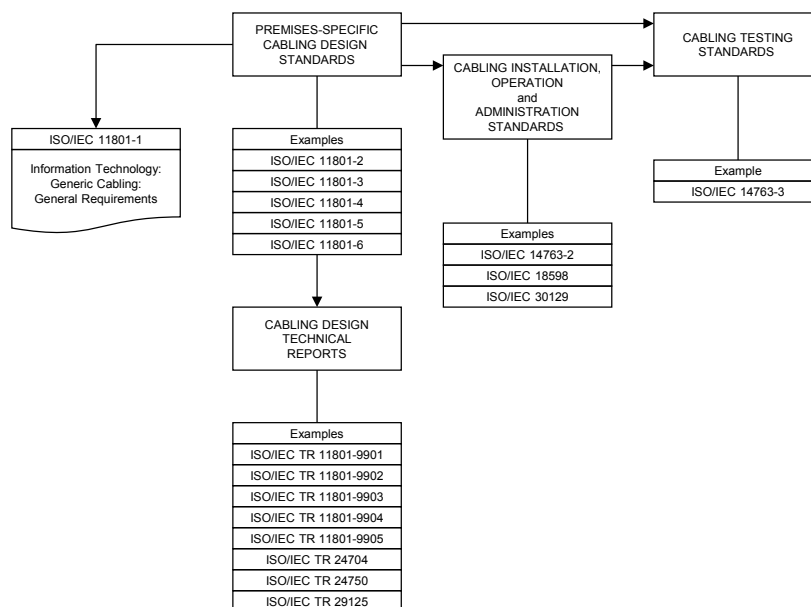 PREMISES-SPECIFIC
CABLING DESIGN
STANDARDS
CABLING TESTING
STANDARDS
CABLING INSTALLATION,
OPERATION
and
ADMINISTRATION
STANDARDS
ISO/IEC 11801-1
Information Technology:
Generic Cabling:
General Requirements
Examples
ISO/IEC 11801-2
ISO/IEC 11801-3
ISO/IEC 11801-4
ISO/IEC 11801-5
ISO/IEC 11801-6
Example
ISO/IEC 14763-3
Examples
ISO/IEC 14763-2
ISO/IEC 18598
ISO/IEC 30129
CABLING DESIGN
TECHNICAL
REPORTS
Examples
ISO/IEC TR 11801-9901
ISO/IEC TR 11801-9902
ISO/IEC TR 11801-9903
ISO/IEC TR 11801-9904
ISO/IEC TR 11801-9905
ISO/IEC TR 24704
ISO/IEC TR 24750
ISO/IEC TR 29125